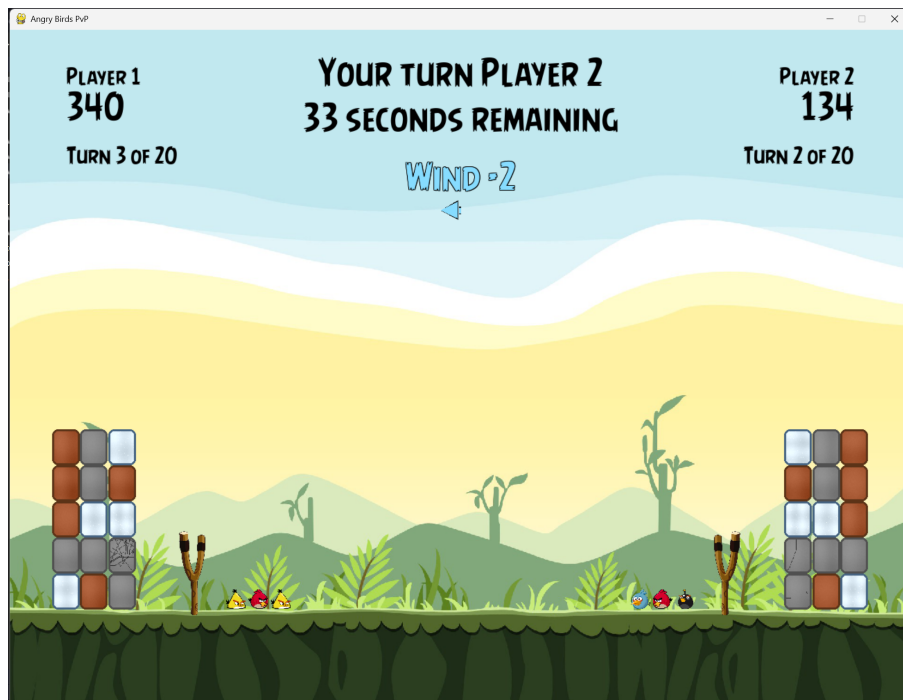 Angry Birds PvP
Player 1
340
Turn 3 of 20
Your turn Player 2
33 seconds remaining
Wind -2
Player 2
134
Turn 2 of 20